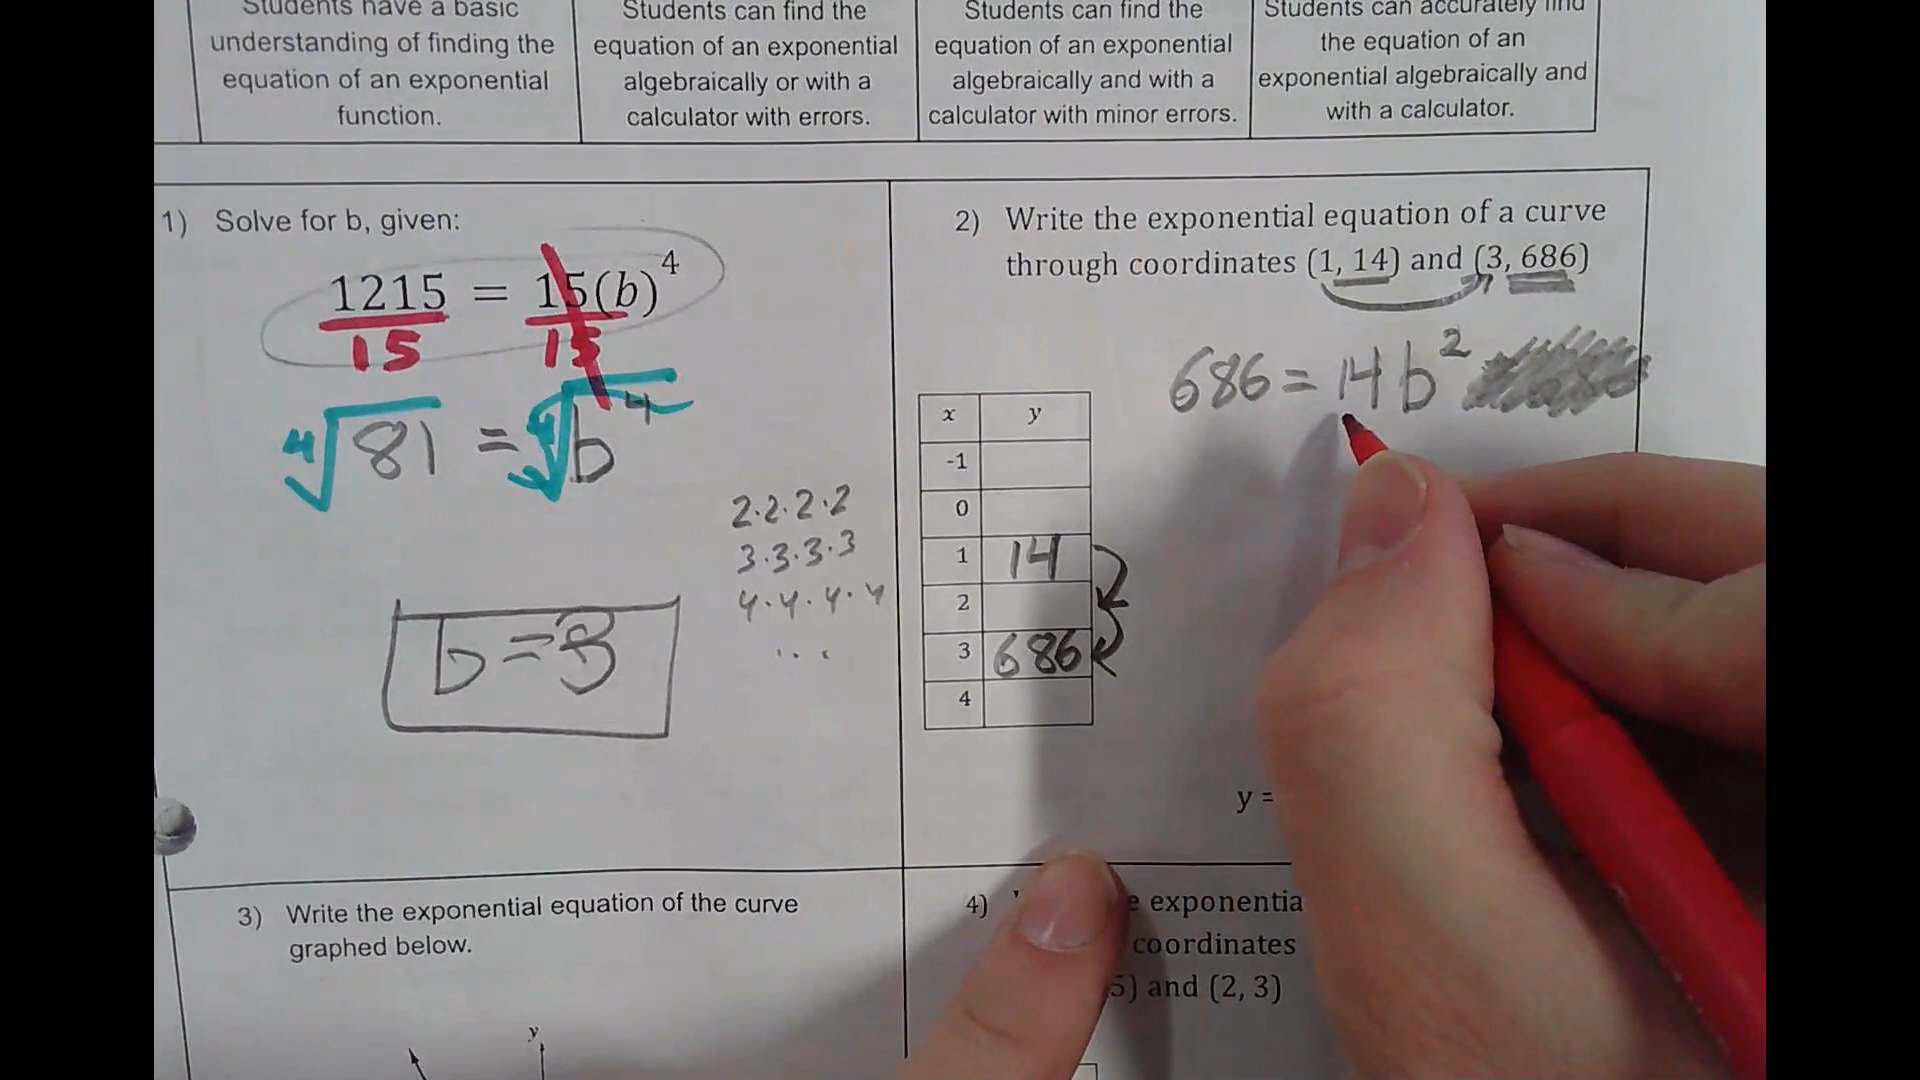 Students have a basic
understanding of finding the
equation of an exponential
function.
Students can find the
equation of an exponential
algebraically or with a
calculator with errors.
Students can find the
equation of an exponential
algebraically and with a
calculator with minor errors.
Students can accurately find
the equation of an
exponential algebraically and
with a calculator.
1) Solve for b, given:
1215 = 15(b)^4
15 15
∜81 = ∜b^4
2·2·2·2
3·3·3·3
4·4·4·4
...
b=3
2) Write the exponential equation of a curve
through coordinates (1, 14) and (3, 686)
686 = 14b^2
x y
-1
0
1 14
2
3 686
4
y =
3) Write the exponential equation of the curve
graphed below.
y
4) exponentia
coordinates
5) and (2, 3)